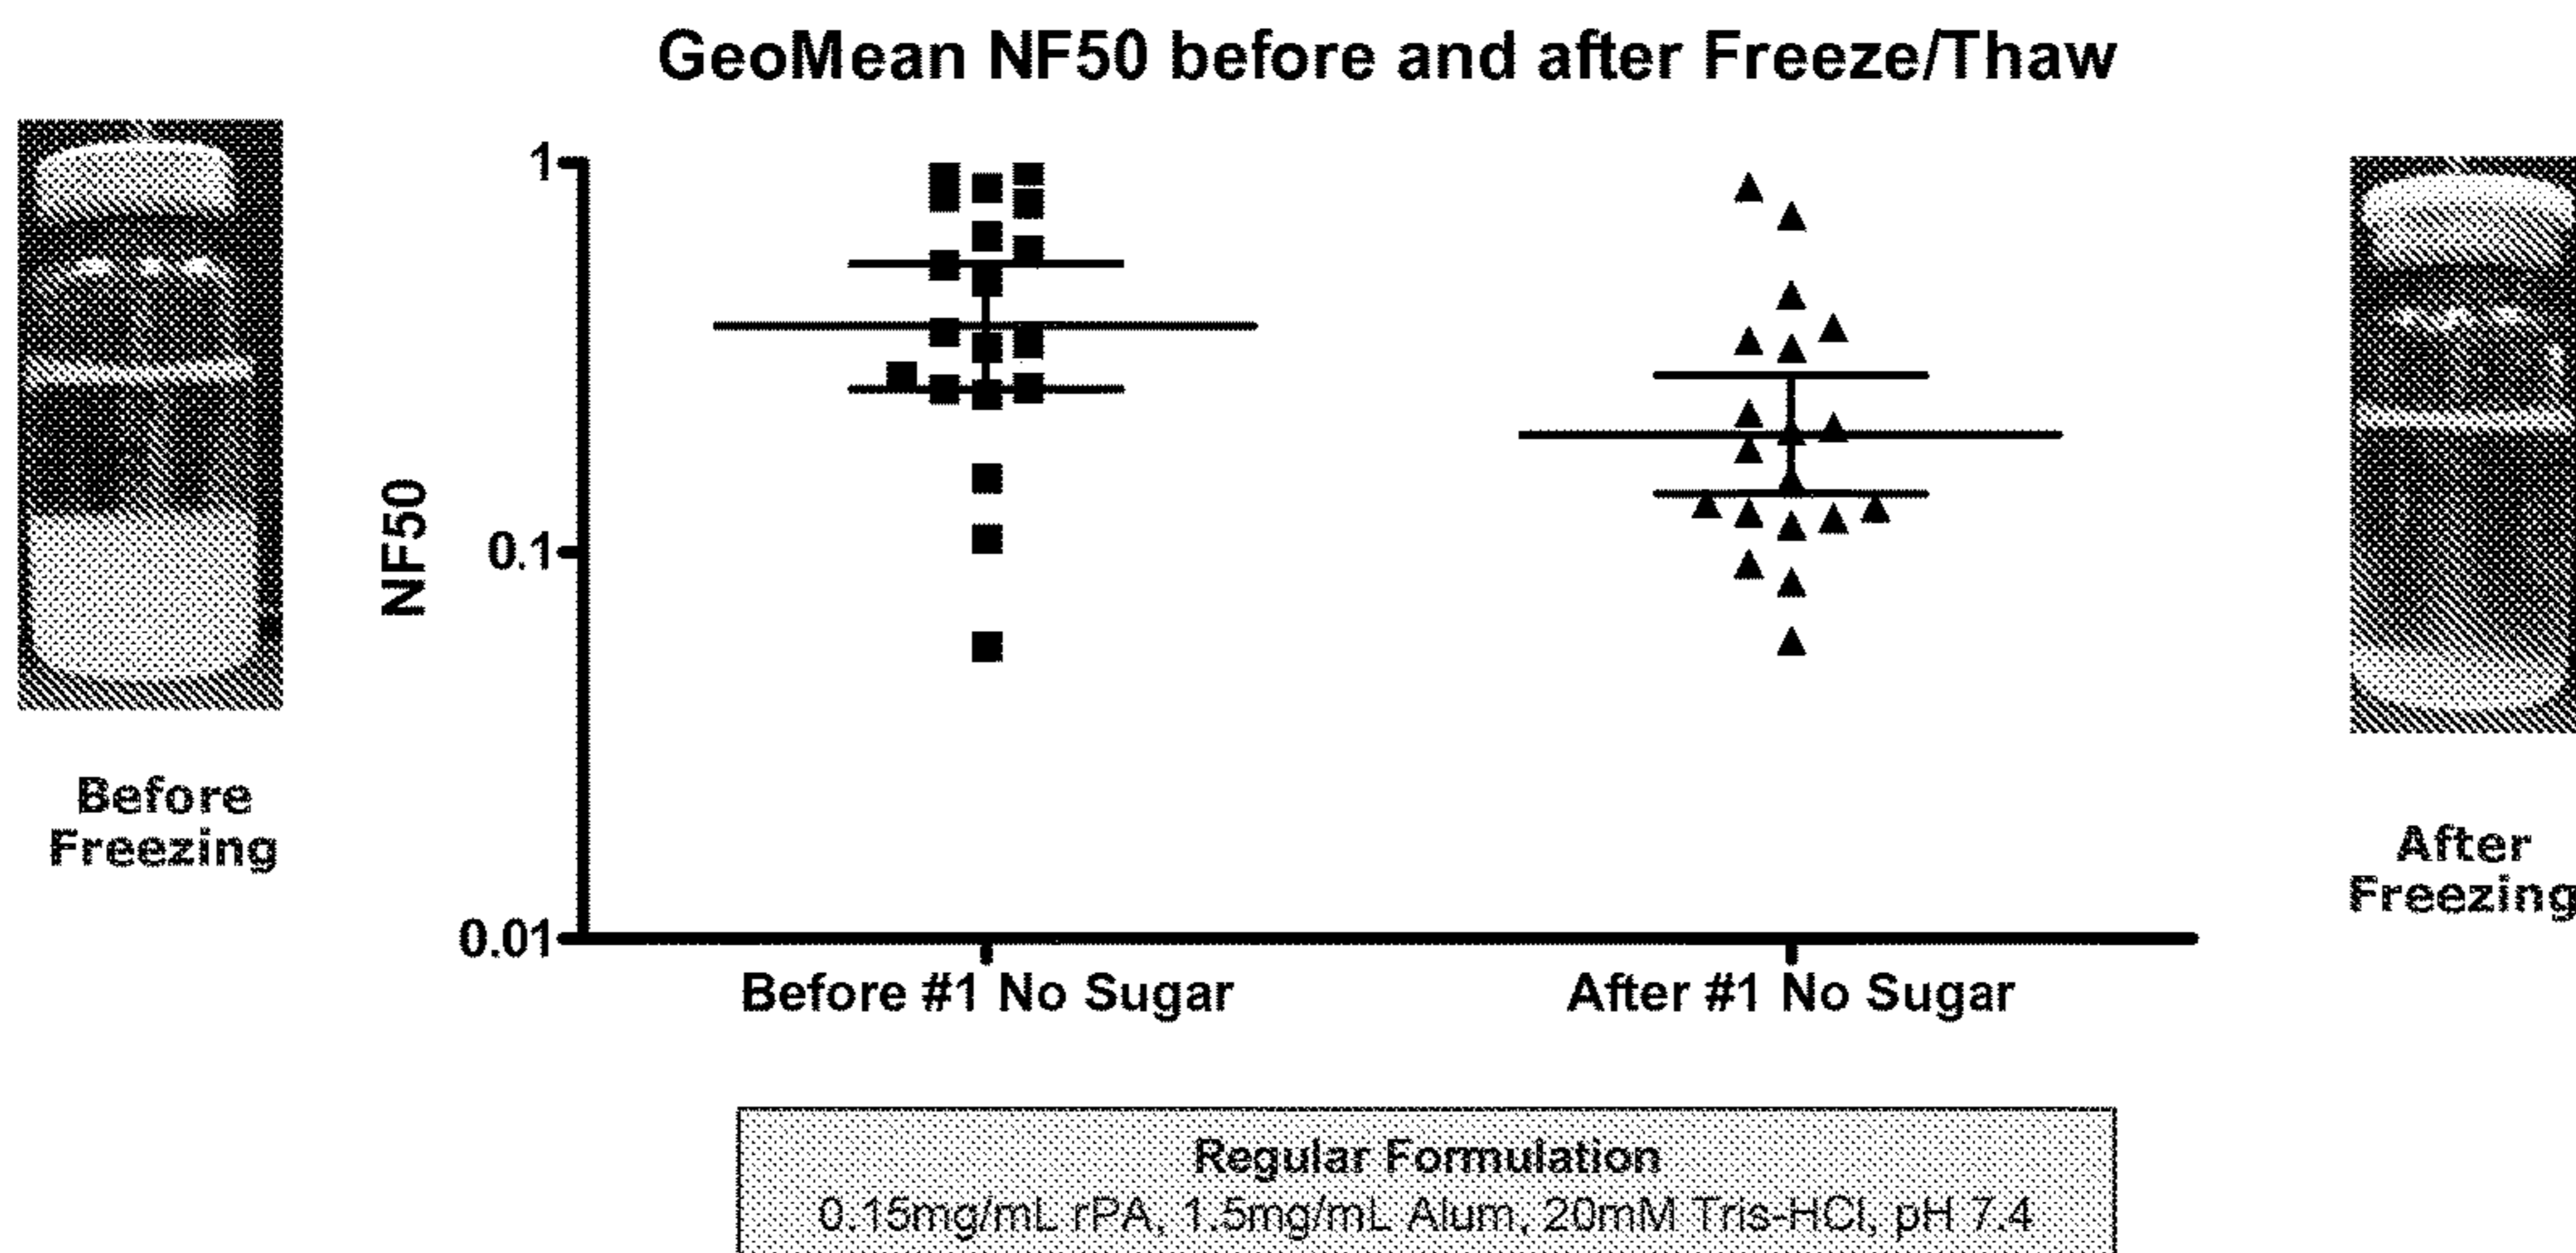 GeoMean NF50 before and after Freeze/Thaw
Before
Freezing
NF50
1
0.1
0.01
Before #1 No Sugar
After #1 No Sugar
After
Freezing
Regular Formulation
0.15mg/mL rPA, 1.5mg/mL Alum, 20mM Tris-HCl, pH 7.4